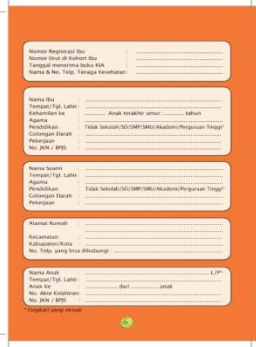 Nomor Registrasi Ibu :
Nomor Urut di Kohort Ibu :
Tanggal menerima buku KIA :
Nama & No. Telp. Tenaga Kesehatan:
Nama Ibu :
Tempat/Tgl. Lahir :
Kehamilan ke : ............ Anak terakhir umur: ............ tahun
Agama :
Pendidikan : Tidak Sekolah/SD/SMP/SMU/Akademi/Perguruan Tinggi*
Golongan Darah :
Pekerjaan :
No. JKN / BPJS :
Nama Suami :
Tempat/Tgl. Lahir :
Agama :
Pendidikan : Tidak Sekolah/SD/SMP/SMU/Akademi/Perguruan Tinggi*
Golongan Darah :
Pekerjaan :
Alamat Rumah :
Kecamatan :
Kabupaten/Kota :
No. Telp. yang bisa dihubungi :
Nama Anak : L/P*
Tempat/Tgl. Lahir :
Anak Ke : ............ dari ............ anak
No. Akte Kelahiran:
No. JKN / BPJS :
* Lingkari yang sesuai